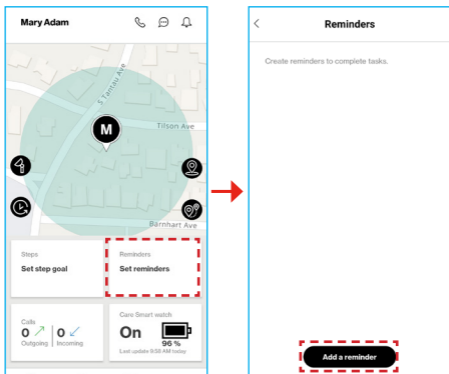 Mary Adam
S Tantau Ave
M
Tilson Ave
Barnhart Ave
Steps
Set step goal
Reminders
Set reminders
Calls
0 0
Outgoing Incoming
Care Smart watch
On
96 %
Last update 9:36 AM today
Reminders
Create reminders to complete tasks.
Add a reminder